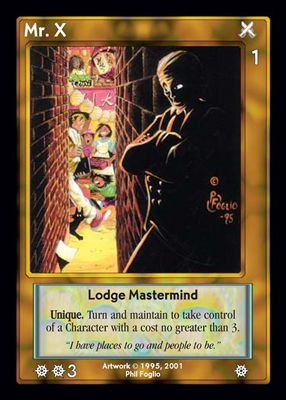 Mr. X
X
1
©
PFOGLIO
-95
Lodge Mastermind
Unique. Turn and maintain to take control
of a Character with a cost no greater than 3.
"I have places to go and people to be."
3
Artwork © 1995, 2001
Phil Foglio